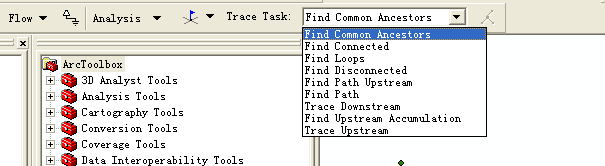 Flow Analysis Trace Task: Find Common Ancestors
Find Common Ancestors
Find Connected
Find Loops
Find Disconnected
Find Path Upstream
Find Path
Trace Downstream
Find Upstream Accumulation
Trace Upstream
ArcToolbox
3D Analyst Tools
Analysis Tools
Cartography Tools
Conversion Tools
Coverage Tools
Data Interoperability Tools